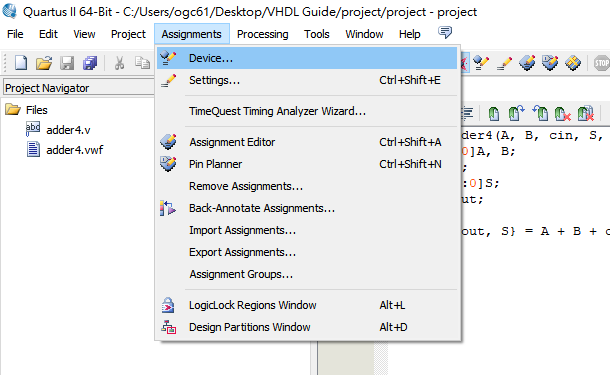 Quartus II 64-Bit - C:/Users/ogc61/Desktop/VHDL Guide/project/project - project
File Edit View Project Assignments Processing Tools Window Help
Project Navigator
Files
abc
adder4.v
adder4.vwf
Device...
Settings... Ctrl+Shift+E
TimeQuest Timing Analyzer Wizard...
Assignment Editor Ctrl+Shift+A
Pin Planner Ctrl+Shift+N
Remove Assignments...
Back-Annotate Assignments...
Import Assignments...
Export Assignments...
Assignment Groups...
LogicLock Regions Window Alt+L
Design Partitions Window Alt+D
STOP
der4(A, B, cin, S,
0]A, B;
;
:0]S;
ut;
out, S} = A + B + c